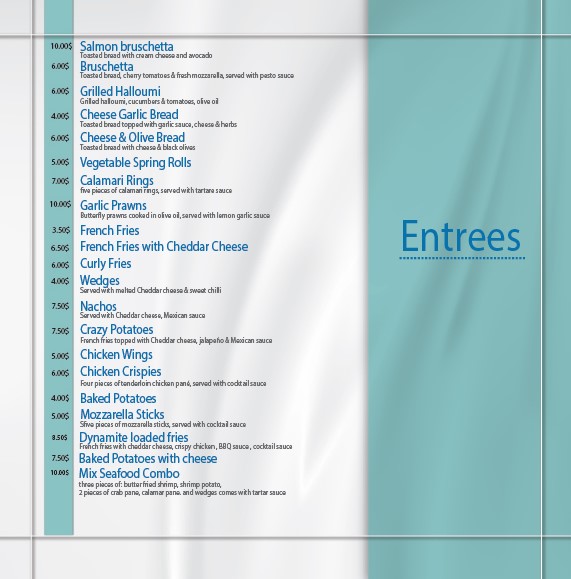 10.00$ Salmon bruschetta
Toasted bread with cream cheese and avocado
6.00$ Bruschetta
Toasted bread, cherry tomatoes & fresh mozzarella, served with pesto sauce
6.00$ Grilled Halloumi
Grilled halloumi, cucumbers & tomatoes, olive oil
4.00$ Cheese Garlic Bread
Toasted bread topped with garlic sauce, cheese & herbs
6.00$ Cheese & Olive Bread
Toasted bread with cheese & black olives
5.00$ Vegetable Spring Rolls
7.00$ Calamari Rings
five pieces of calamari rings, served with tartare sauce
10.00$ Garlic Prawns
Butterfly prawns cooked in olive oil, served with lemon garlic sauce
3.50$ French Fries
6.50$ French Fries with Cheddar Cheese
6.00$ Curly Fries
4.00$ Wedges
Served with melted Cheddar cheese & sweet chilli
7.50$ Nachos
Served with Cheddar cheese, Mexican sauce
7.50$ Crazy Potatoes
French fries topped with Cheddar cheese, jalapeño & Mexican sauce
5.00$ Chicken Wings
6.00$ Chicken Crispies
Four pieces of tenderloin chicken pané, served with cocktail sauce
4.00$ Baked Potatoes
5.00$ Mozzarella Sticks
5five pieces of mozzarella sticks, served with cocktail sauce
8.50$ Dynamite loaded fries
French fries with cheddar cheese, crispy chicken, BBQ sauce, cocktail sauce
7.50$ Baked Potatoes with cheese
10.00$ Mix Seafood Combo
three pieces of: butter fried shrimp, shrimp potato,
2 pieces of crab pane, calamar pane. and wedges comes with tartar sauce
Entrees